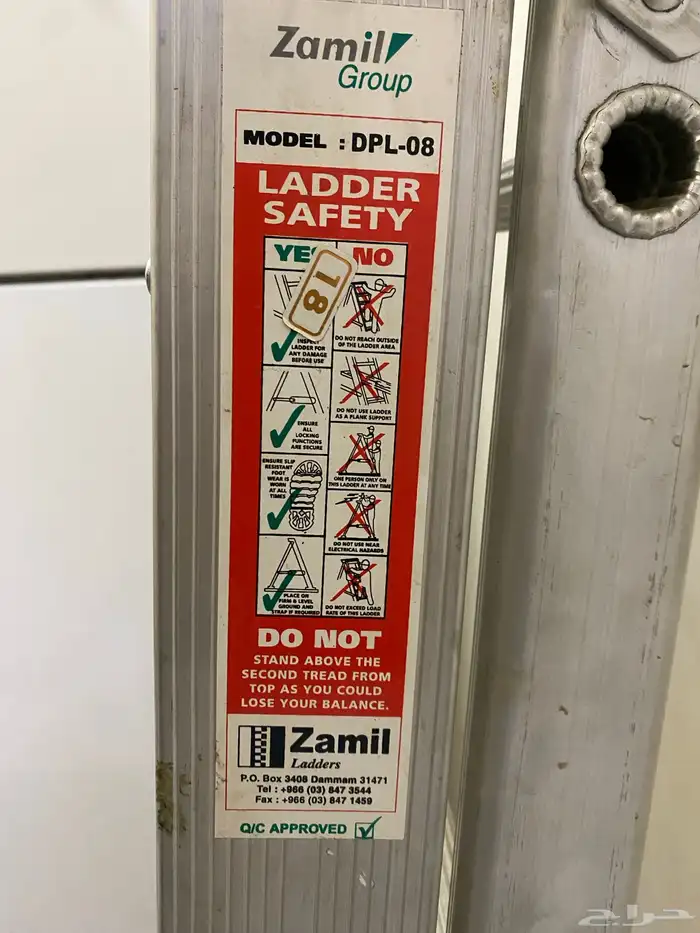 Zamil
Group
MODEL : DPL-08
LADDER
SAFETY
NO
18
LADDER FOR
ANY DAMAGE
BEFORE USE
ENSURE
ALL
LOCKING
FUNCTIONS
ARE SECURE
ENSURE SLIP
RESISTANT
FOOT
WEAR IS
WORN
AT ALL
TIMES
PLACE ON
FIRM & LEVEL
GROUND AND
STRAP IF REQUIRED
DO NOT REACH OUTSIDE
OF THE LADDER AREA
DO NOT USE LADDER
AS A PLANK SUPPORT
ONE PERSON ONLY ON
THIS LADDER AT ANY TIME
DO NOT USE NEAR
ELECTRICAL HAZARDS
DO NOT EXCEED LOAD
RATE OF THIS LADDER
DO NOT
STAND ABOVE THE
SECOND TREAD FROM
TOP AS YOU COULD
LOSE YOUR BALANCE.
Zamil
Ladders
P.O. Box 3408 Dammam 31471
Tel : +966 (03) 847 3544
Fax : +966 (03) 847 1459
Q/C APPROVED
حراج